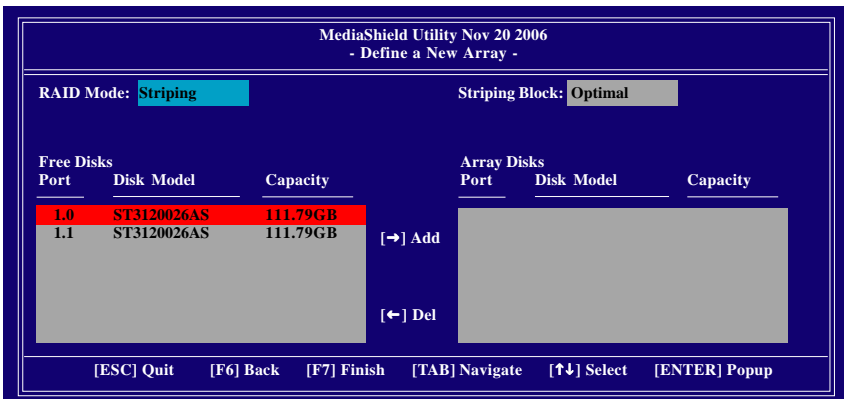 MediaShield Utility Nov 20 2006
- Define a New Array -
RAID Mode: Striping Striping Block: Optimal
Free Disks Array Disks
Port Disk Model Capacity Port Disk Model Capacity
1.0 ST3120026AS 111.79GB
1.1 ST3120026AS 111.79GB
[→] Add
[←] Del
[ESC] Quit [F6] Back [F7] Finish [TAB] Navigate [↑↓] Select [ENTER] Popup